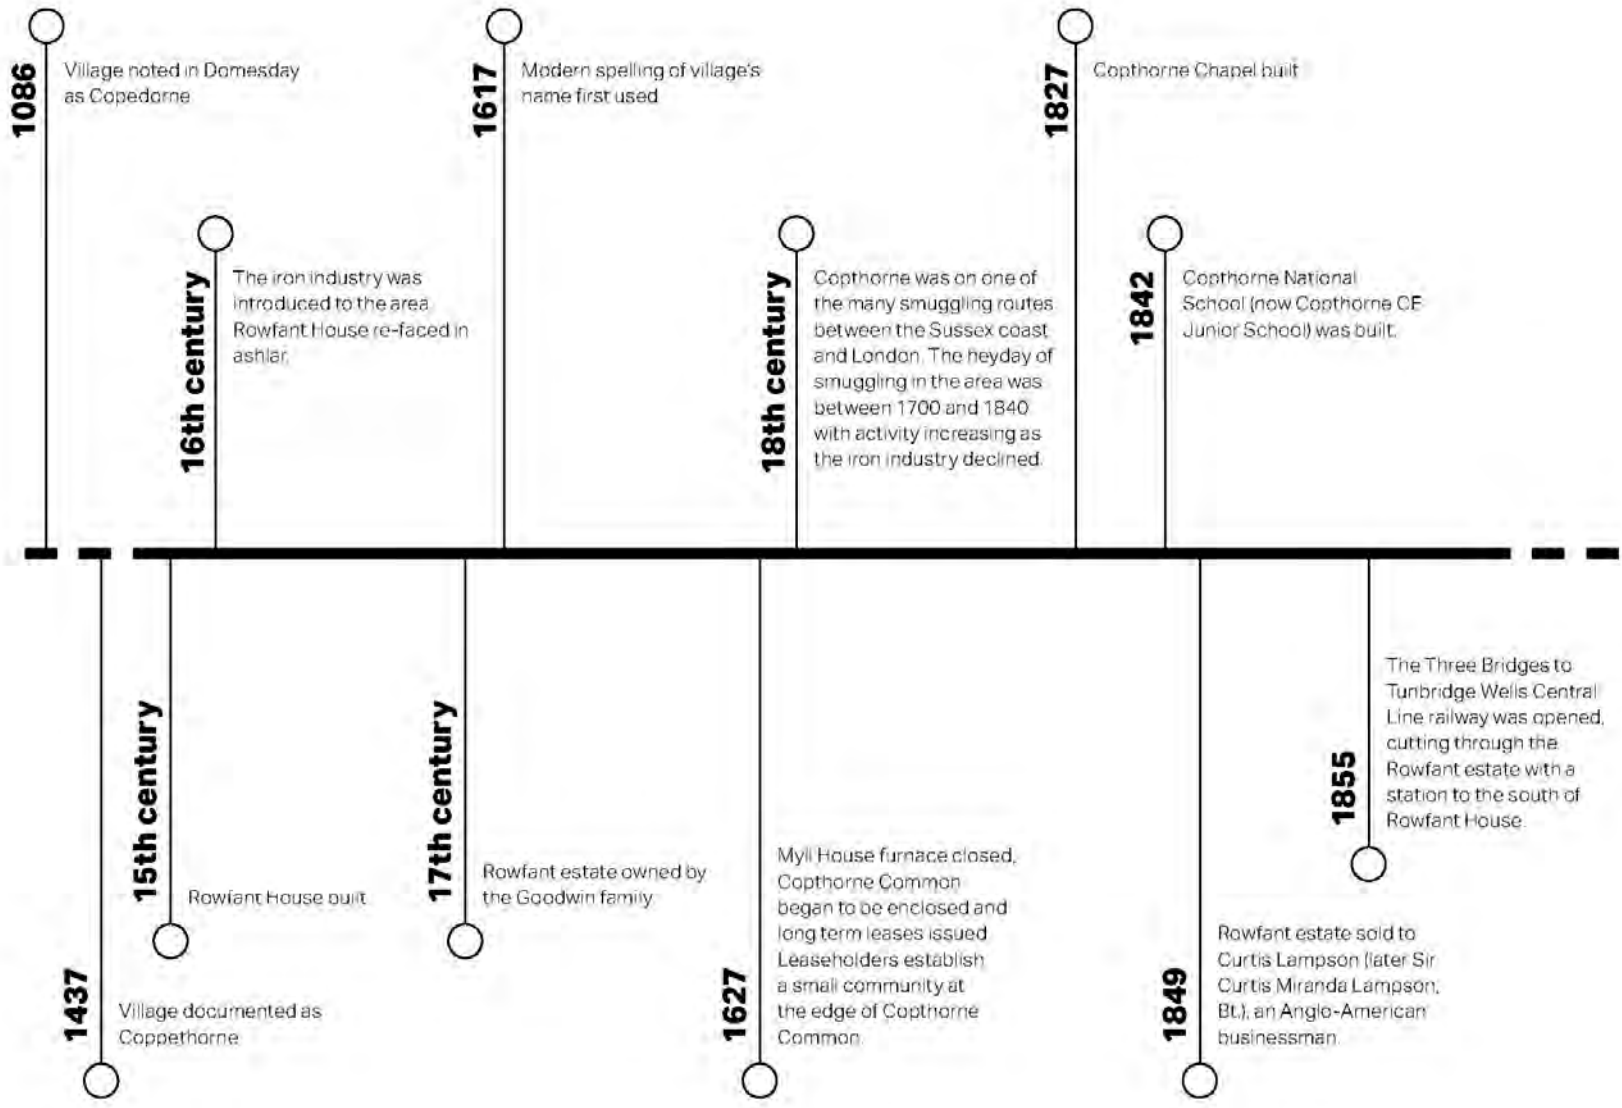 1086
Village noted in Domesday
as Copedorne
1617
Modern spelling of village's
name first used
1827
Copthorne Chapel built
16th century
The iron industry was
introduced to the area.
Rowfant House re-faced in
ashlar.
18th century
Copthorne was on one of
the many smuggling routes
between the Sussex coast
and London. The heyday of
smuggling in the area was
between 1700 and 1840
with activity increasing as
the iron industry declined.
1842
Copthorne National
School (now Copthorne CE
Junior School) was built.
1437
Village documented as
Coppethorne
15th century
Rowfant House built
17th century
Rowfant estate owned by
the Goodwin family
1627
Myll House furnace closed,
Copthorne Common
began to be enclosed and
long term leases issued
Leaseholders establish
a small community at
the edge of Copthorne
Common
1849
Rowfant estate sold to
Curtis Lampson (later Sir
Curtis Miranda Lampson,
Bt.), an Anglo-American
businessman
1855
The Three Bridges to
Tunbridge Wells Central
Line railway was opened,
cutting through the
Rowfant estate with a
station to the south of
Rowfant House.